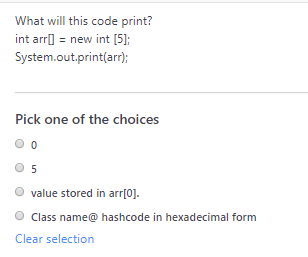 What will this code print?
int arr[] = new int [5];
System.out.print(arr);
Pick one of the choices
0
5
value stored in arr[0].
Class name@ hashcode in hexadecimal form
Clear selection